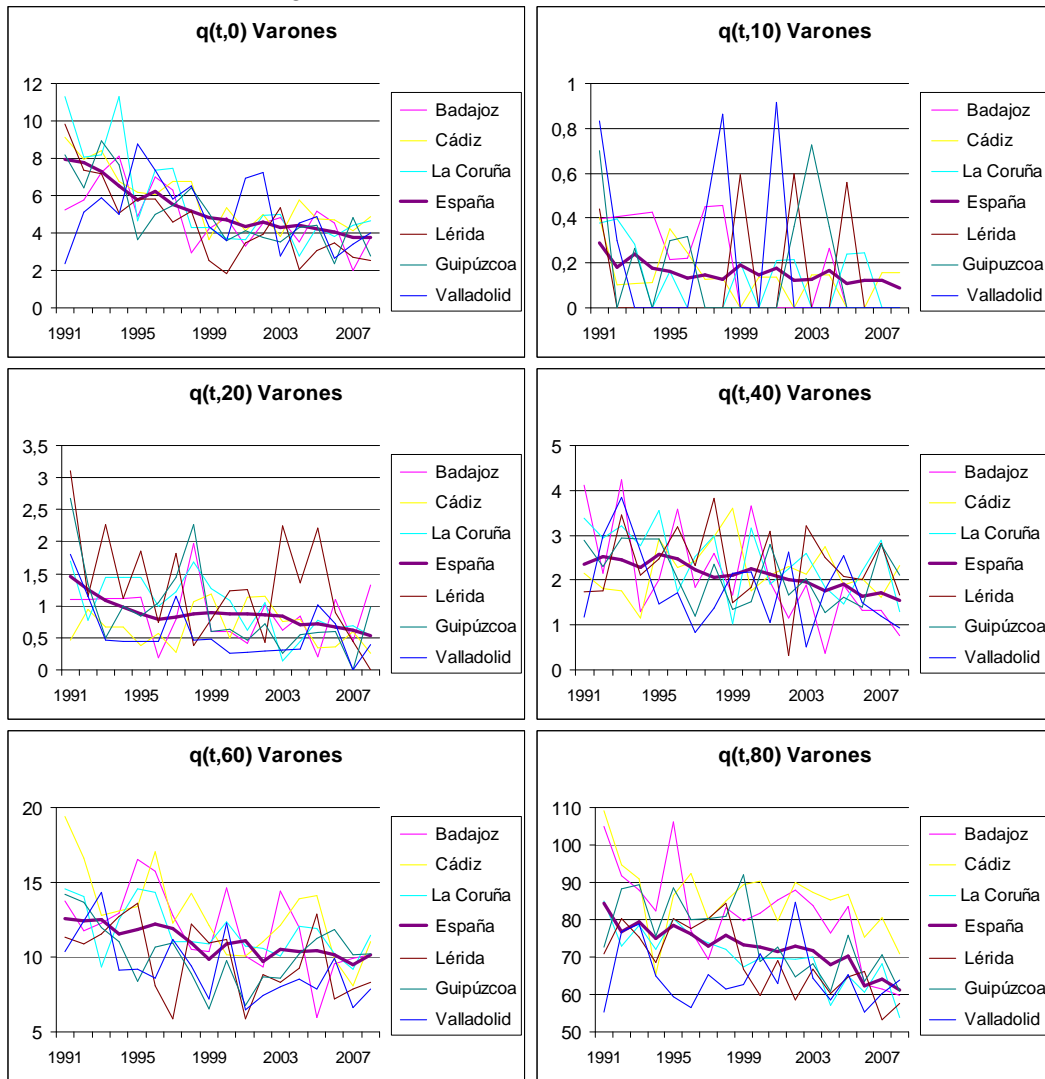 q(t,0) Varones
12
10
8
6
4
2
0
1991 1995 1999 2003 2007
Badajoz
Cádiz
La Coruña
España
Lérida
Guipúzcoa
Valladolid
q(t,10) Varones
1
0,8
0,6
0,4
0,2
0
1991 1995 1999 2003 2007
Badajoz
Cádiz
La Coruña
España
Lérida
Guipuzcoa
Valladolid
q(t,20) Varones
3,5
3
2,5
2
1,5
1
0,5
0
1991 1995 1999 2003 2007
Badajoz
Cádiz
La Coruña
España
Lérida
Guipúzcoa
Valladolid
q(t,40) Varones
5
4
3
2
1
0
1991 1995 1999 2003 2007
Badajoz
Cádiz
La Coruña
España
Lérida
Guipúzcoa
Valladolid
q(t,60) Varones
20
15
10
5
1991 1995 1999 2003 2007
Badajoz
Cádiz
La Coruña
España
Lérida
Guipúzcoa
Valladolid
q(t,80) Varones
110
100
90
80
70
60
50
1991 1995 1999 2003 2007
Badajoz
Cádiz
La Coruña
España
Lérida
Guipúzcoa
Valladolid